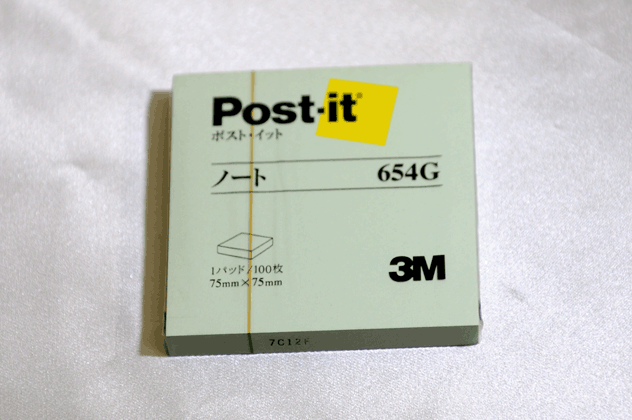 Post-it®
ポスト・イット
ノート 654G
1パッド/100枚
75mm×75mm
3M
7C12F